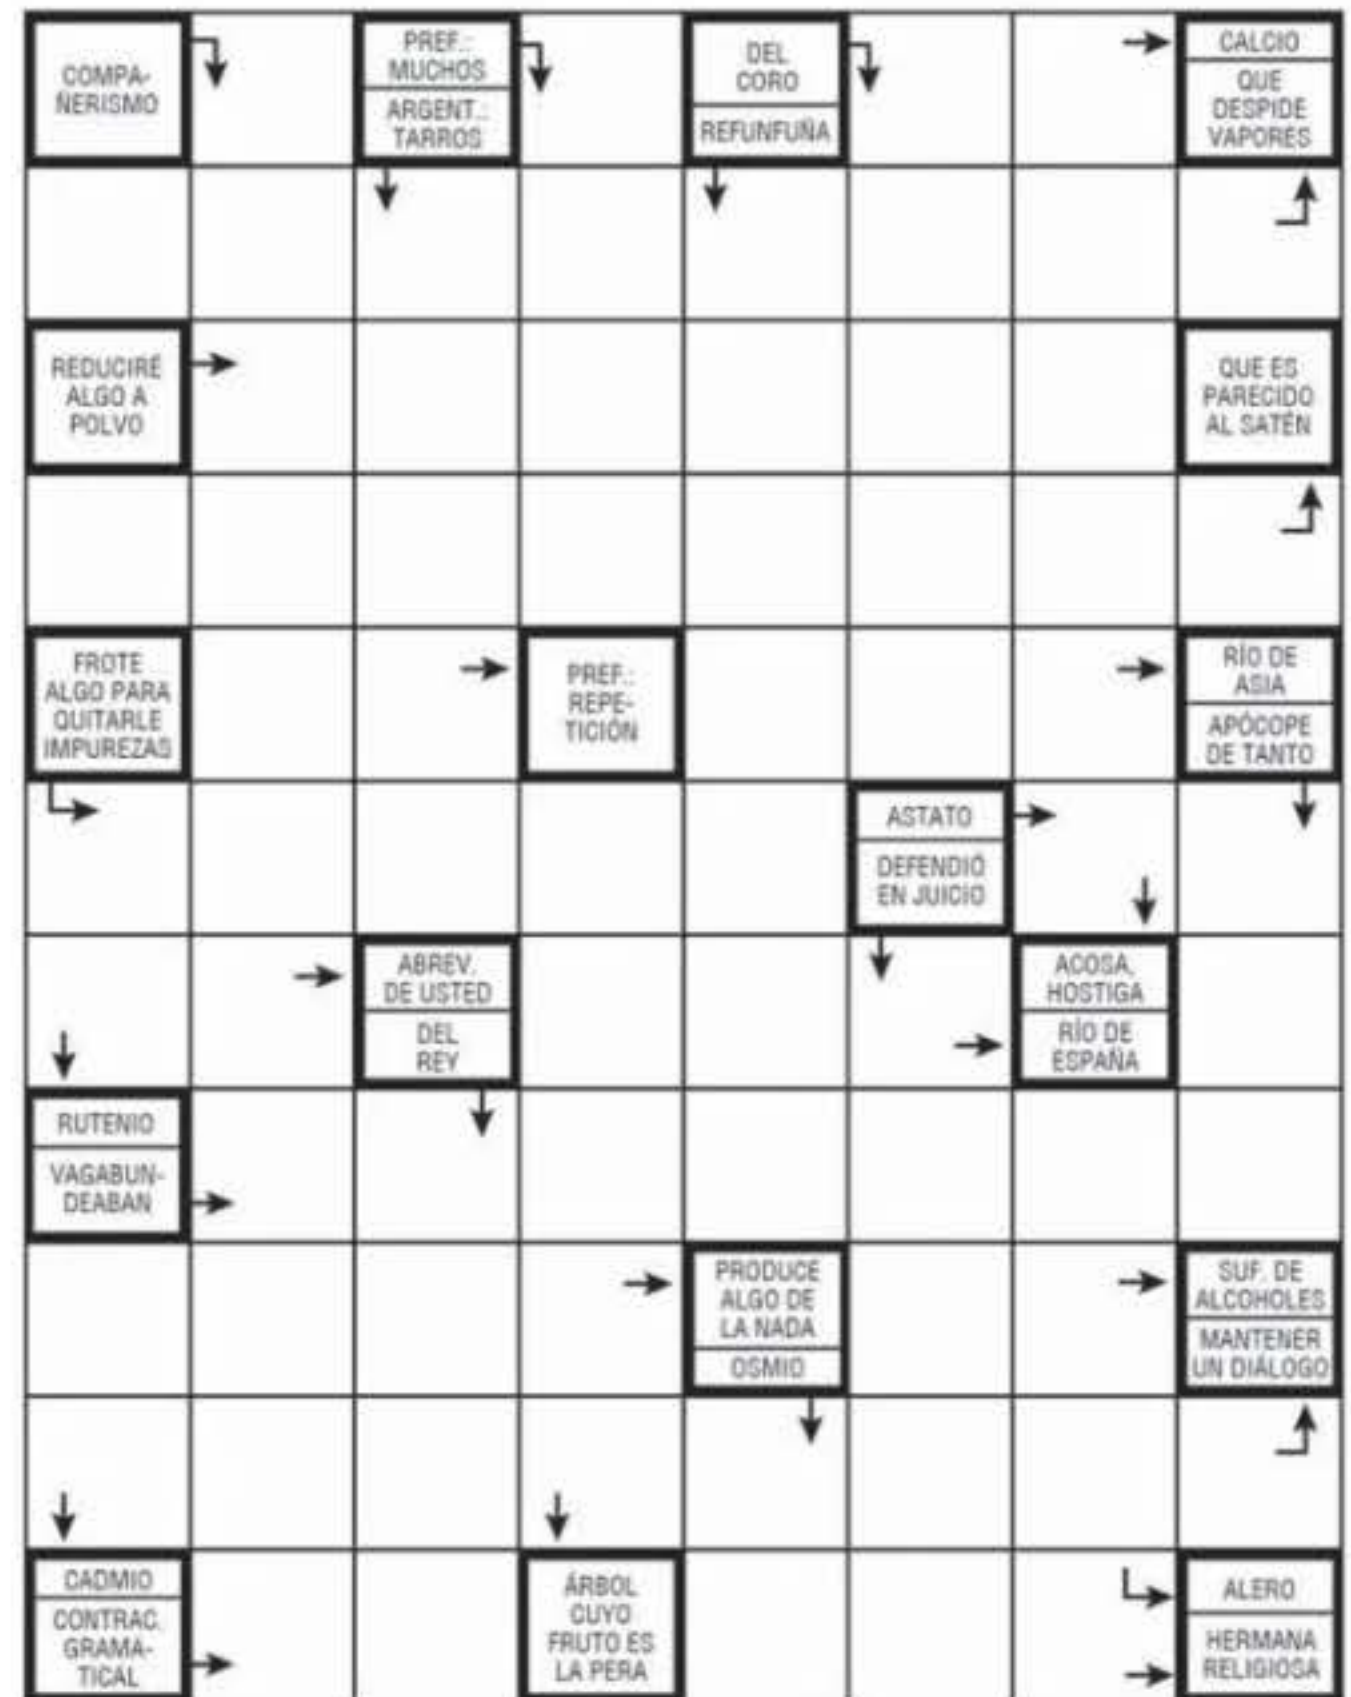 COMPA-
ÑERISMO
PREF.:
MUCHOS
ARGENT.:
TARROS
DEL
CORO
REFUNFUÑA
CALCIO
QUE
DESPIDE
VAPORES
REDUCIRÉ
ALGO A
POLVO
QUE ES
PARECIDO
AL SATÉN
FROTE
ALGO PARA
QUITARLE
IMPUREZAS
PREF.:
REPE-
TICIÓN
RÍO DE
ASIA
APÓCOPE
DE TANTO
ASTATO
DEFENDIÓ
EN JUICIO
ABREV.
DE USTED
DEL
REY
ACOSA,
HOSTIGA
RÍO DE
ESPAÑA
RUTENIO
VAGABUN-
DEABAN
PRODUCE
ALGO DE
LA NADA
OSMIO
SUF. DE
ALCOHOLES
MANTENER
UN DIÁLOGO
CADMIO
CONTRAC.
GRAMA-
TICAL
ÁRBOL
CUYO
FRUTO ES
LA PERA
ALERO
HERMANA
RELIGIOSA